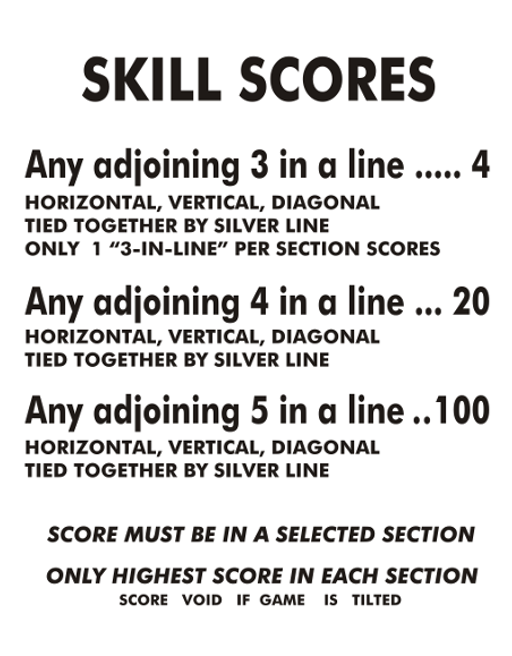 SKILL SCORES
Any adjoining 3 in a line ..... 4
HORIZONTAL, VERTICAL, DIAGONAL
TIED TOGETHER BY SILVER LINE
ONLY 1 “3-IN-LINE” PER SECTION SCORES
Any adjoining 4 in a line ... 20
HORIZONTAL, VERTICAL, DIAGONAL
TIED TOGETHER BY SILVER LINE
Any adjoining 5 in a line ..100
HORIZONTAL, VERTICAL, DIAGONAL
TIED TOGETHER BY SILVER LINE
SCORE MUST BE IN A SELECTED SECTION
ONLY HIGHEST SCORE IN EACH SECTION
SCORE VOID IF GAME IS TILTED